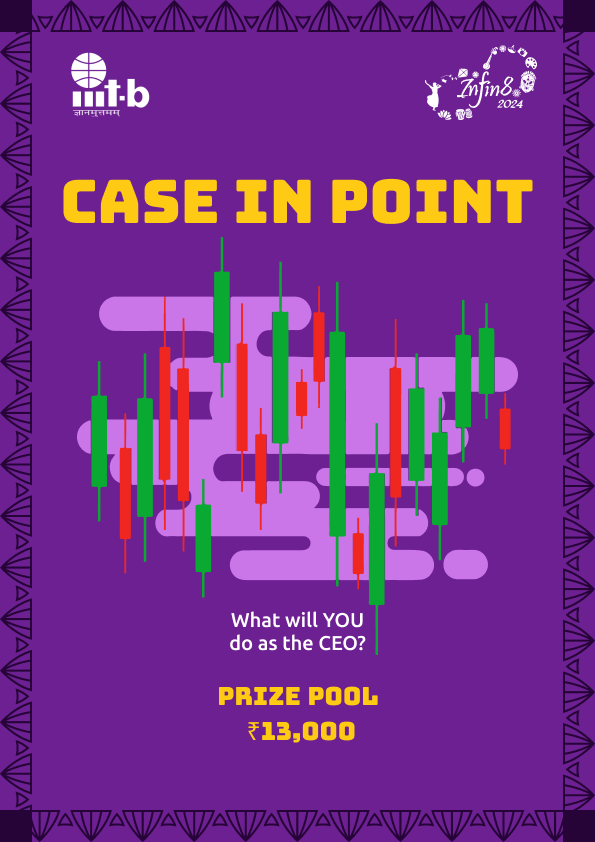 iiit-b
ज्ञानमुत्तमम्
Infin8
2024
CASE IN POINT
What will YOU
do as the CEO?
PRIZE POOL
₹13,000